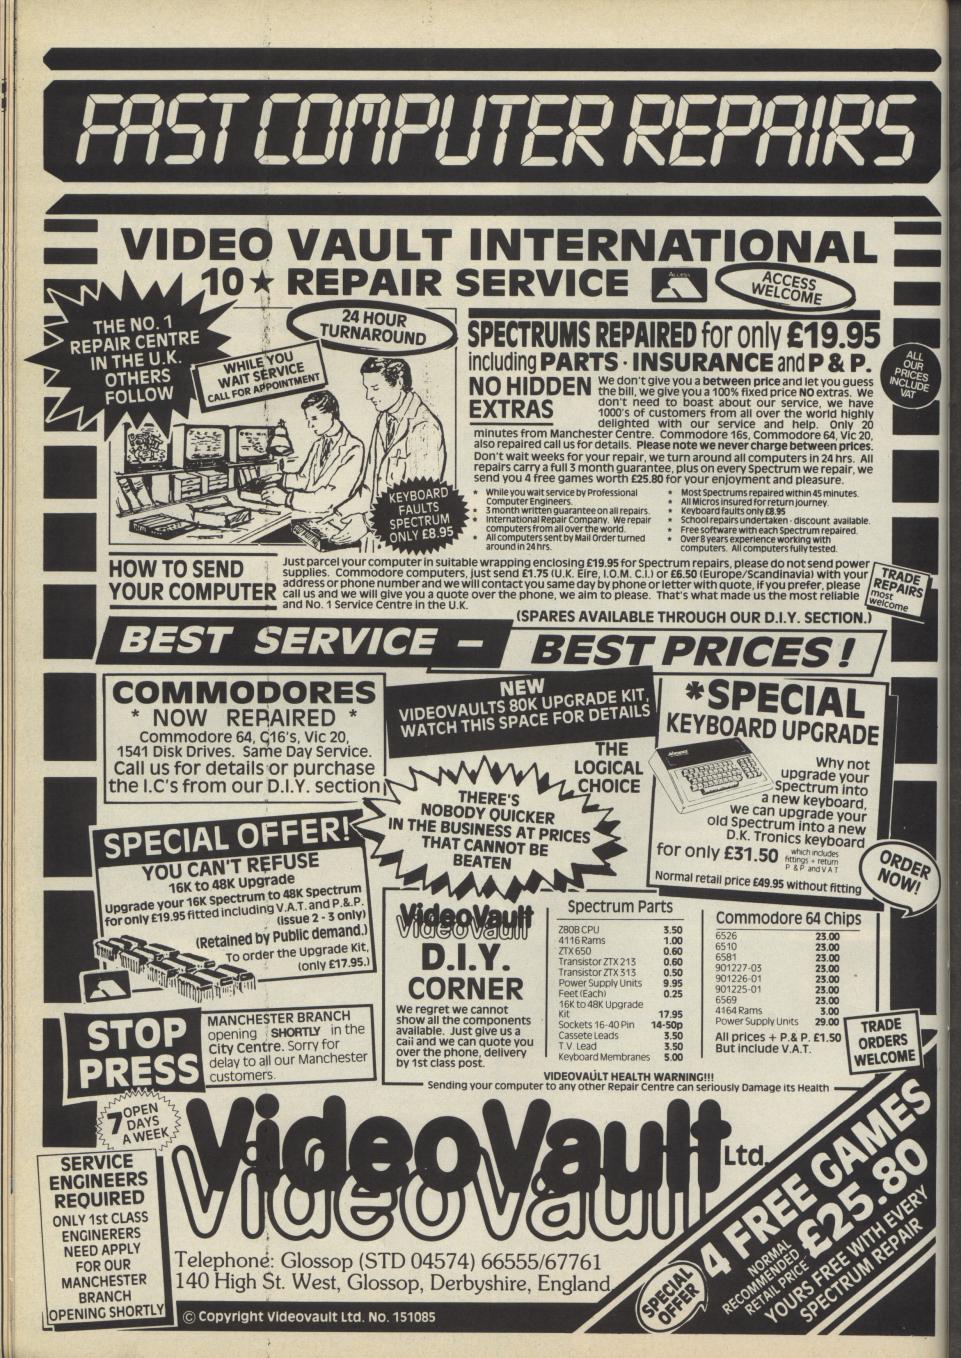 FAST COMPUTER REPAIRS
VIDEO VAULT INTERNATIONAL
10 ★ REPAIR SERVICE
ACCESS
ACCESS
WELCOME
THE NO. 1
REPAIR CENTRE
IN THE U.K.
OTHERS
FOLLOW
WHILE YOU
WAIT SERVICE
CALL FOR APPOINTMENT
24 HOUR
TURNAROUND
KEYBOARD
FAULTS
SPECTRUM
ONLY £8.95
SPECTRUMS REPAIRED for only £19.95
including PARTS · INSURANCE and P & P.
ALL
OUR
PRICES
INCLUDE
VAT
NO HIDDEN
EXTRAS
We don't give you a between price and let you guess
the bill, we give you a 100% fixed price NO extras. We
don't need to boast about our service, we have
1000's of customers from all over the world highly
delighted with our service and help. Only 20
minutes from Manchester Centre. Commodore 16s, Commodore 64, Vic 20,
also repaired call us for details. Please note we never charge between prices.
Don't wait weeks for your repair, we turn around all computers in 24 hrs. All
repairs carry a full 3 month guarantee, plus on every Spectrum we repair, we
send you 4 free games worth £25.80 for your enjoyment and pleasure.
* While you wait service by Professional
Computer Engineers.
* 3 month written guarantee on all repairs.
* International Repair Company. We repair
computers from all over the world.
* All computers sent by Mail Order turned
around in 24 hrs.
* Most Spectrums repaired within 45 minutes.
* All Micros insured for return journey.
* Keyboard faults only £8.95
* School repairs undertaken - discount available.
* Free software with each Spectrum repaired.
* Over 8 years experience working with
computers. All computers fully tested.
HOW TO SEND
YOUR COMPUTER
Just parcel your computer in suitable wrapping enclosing £19.95 for Spectrum repairs, please do not send power
supplies. Commodore computers, just send £1.75 (U.K. Eire, I.O.M. C.I.) or £6.50 (Europe/Scandinavia) with your
address or phone number and we will contact you same day by phone or letter with quote, if you prefer, please
call us and we will give you a quote over the phone, we aim to please. That's what made us the most reliable
and No. 1 Service Centre in the U.K.
TRADE
REPAIRS
most
welcome
(SPARES AVAILABLE THROUGH OUR D.I.Y. SECTION.)
BEST SERVICE –
BEST PRICES!
COMMODORES
* NOW REPAIRED *
Commodore 64, C16's, Vic 20,
1541 Disk Drives. Same Day Service.
Call us for details or purchase
the I.C's from our D.I.Y. section
NEW
VIDEOVAULTS 80K UPGRADE KIT,
WATCH THIS SPACE FOR DETAILS
THE
LOGICAL
CHOICE
THERE'S
NOBODY QUICKER
IN THE BUSINESS AT PRICES
THAT CANNOT BE
BEATEN
*SPECIAL
KEYBOARD UPGRADE
Why not
upgrade your
Spectrum into
a new keyboard,
we can upgrade your
old Spectrum into a new
D.K. Tronics keyboard
for only £31.50
which includes
fittings + return
P & P and V A T
Normal retail price £49.95 without fitting
ORDER
NOW!
SPECIAL OFFER!
YOU CAN'T REFUSE
16K to 48K Upgrade
Upgrade your 16K Spectrum to 48K Spectrum
for only £19.95 fitted including V.A.T. and P.&.P.
(Issue 2 - 3 only)
(Retained by Public demand.)
To order the Upgrade Kit,
(only £17.95.)
VideoVault
VideoVault
D.I.Y.
CORNER
We regret we cannot
show all the components
available. Just give us a
call and we can quote you
over the phone, delivery
by 1st class post.
Spectrum Parts
Z80B CPU 3.50
4116 Rams 1.00
ZTX 650 0.60
Transistor ZTX 213 0.60
Transistor ZTX 313 0.50
Power Supply Units 9.95
Feet (Each) 0.25
16K to 48K Upgrade
Kit 17.95
Sockets 16-40 Pin 14-50p
Cassete Leads 3.50
T.V. Lead 3.50
Keyboard Membranes 5.00
Commodore 64 Chips
6526 23.00
6510 23.00
6581 23.00
901227-03 23.00
901226-01 23.00
901225-01 23.00
6569 23.00
4164 Rams 3.00
Power Supply Units 29.00
All prices + P.& P. £1.50
But include V.A.T.
TRADE
ORDERS
WELCOME
STOP
PRESS
MANCHESTER BRANCH
opening SHORTLY in the
City Centre. Sorry for
delay to all our Manchester
customers.
VIDEOVAULT HEALTH WARNING!!!
Sending your computer to any other Repair Centre can seriously Damage its Health
7 OPEN
DAYS
A WEEK
SERVICE
ENGINEERS
REQUIRED
ONLY 1st CLASS
ENGINERERS
NEED APPLY
FOR OUR
MANCHESTER
BRANCH
OPENING SHORTLY
VideoVault Ltd.
VideoVault
Telephone: Glossop (STD 04574) 66555/67761
140 High St. West, Glossop, Derbyshire, England
© Copyright Videovault Ltd. No. 151085
SPECIAL
OFFER
4 FREE GAMES
NORMAL
RECOMMENDED
RETAIL PRICE
£25.80
YOURS FREE WITH EVERY
SPECTRUM REPAIR